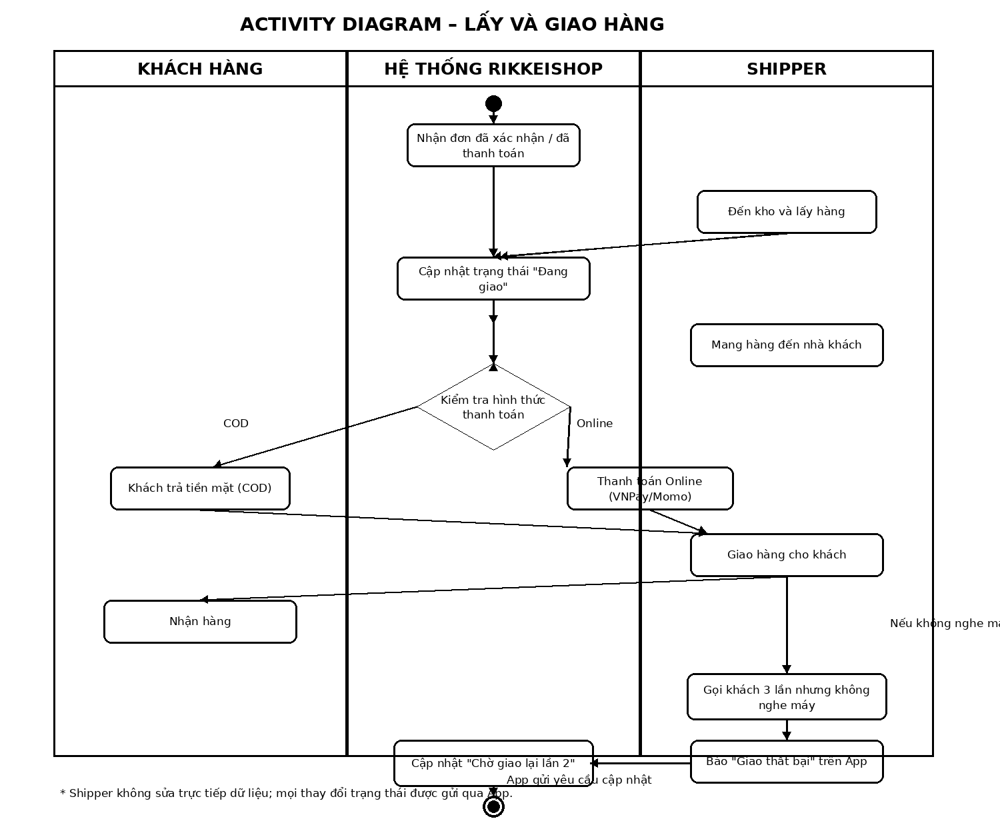 ACTIVITY DIAGRAM – LẤY VÀ GIAO HÀNG
KHÁCH HÀNG
HỆ THỐNG RIKKEISHOP
SHIPPER
Nhận đơn đã xác nhận / đã
thanh toán
Đến kho và lấy hàng
Cập nhật trạng thái "Đang
giao"
Mang hàng đến nhà khách
Kiểm tra hình thức
thanh toán
COD
Online
Khách trả tiền mặt (COD)
Thanh toán Online
(VNPay/Momo)
Giao hàng cho khách
Nhận hàng
Nếu không nghe
Gọi khách 3 lần nhưng không
nghe máy
Cập nhật "Chờ giao lại lần 2"
Báo "Giao thất bại" trên App
App gửi yêu cầu cập nhật
* Shipper không sửa trực tiếp dữ liệu; mọi thay đổi trạng thái được gửi qua App.